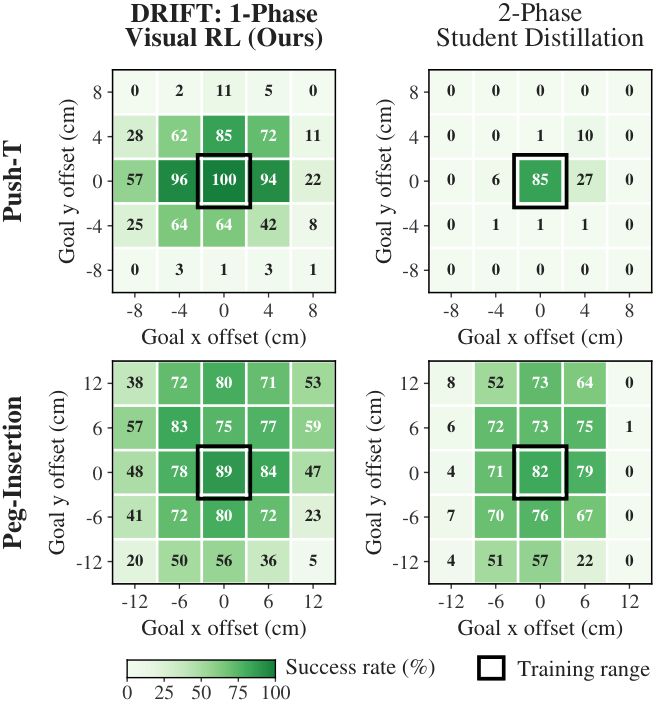 DRIFT: 1-Phase
Visual RL (Ours)
2-Phase
Student Distillation
Push-T
Goal y offset (cm)
8 0 2 11 5 0
4 28 62 85 72 11
0 57 96 100 94 22
-4 25 64 64 42 8
-8 0 3 1 3 1
-8 -4 0 4 8
Goal x offset (cm)
Goal y offset (cm)
8 0 0 0 0 0
4 0 0 1 10 0
0 0 6 85 27 0
-4 0 1 1 1 0
-8 0 0 0 0 0
-8 -4 0 4 8
Goal x offset (cm)
Peg-Insertion
Goal y offset (cm)
12 38 72 80 71 53
6 57 83 75 77 59
0 48 78 89 84 47
-6 41 72 80 72 23
-12 20 50 56 36 5
-12 -6 0 6 12
Goal x offset (cm)
Goal y offset (cm)
12 8 52 73 64 0
6 6 72 73 75 1
0 4 71 82 79 0
-6 7 70 76 67 0
-12 4 51 57 22 0
-12 -6 0 6 12
Goal x offset (cm)
Success rate (%)
0 25 50 75 100
Training range